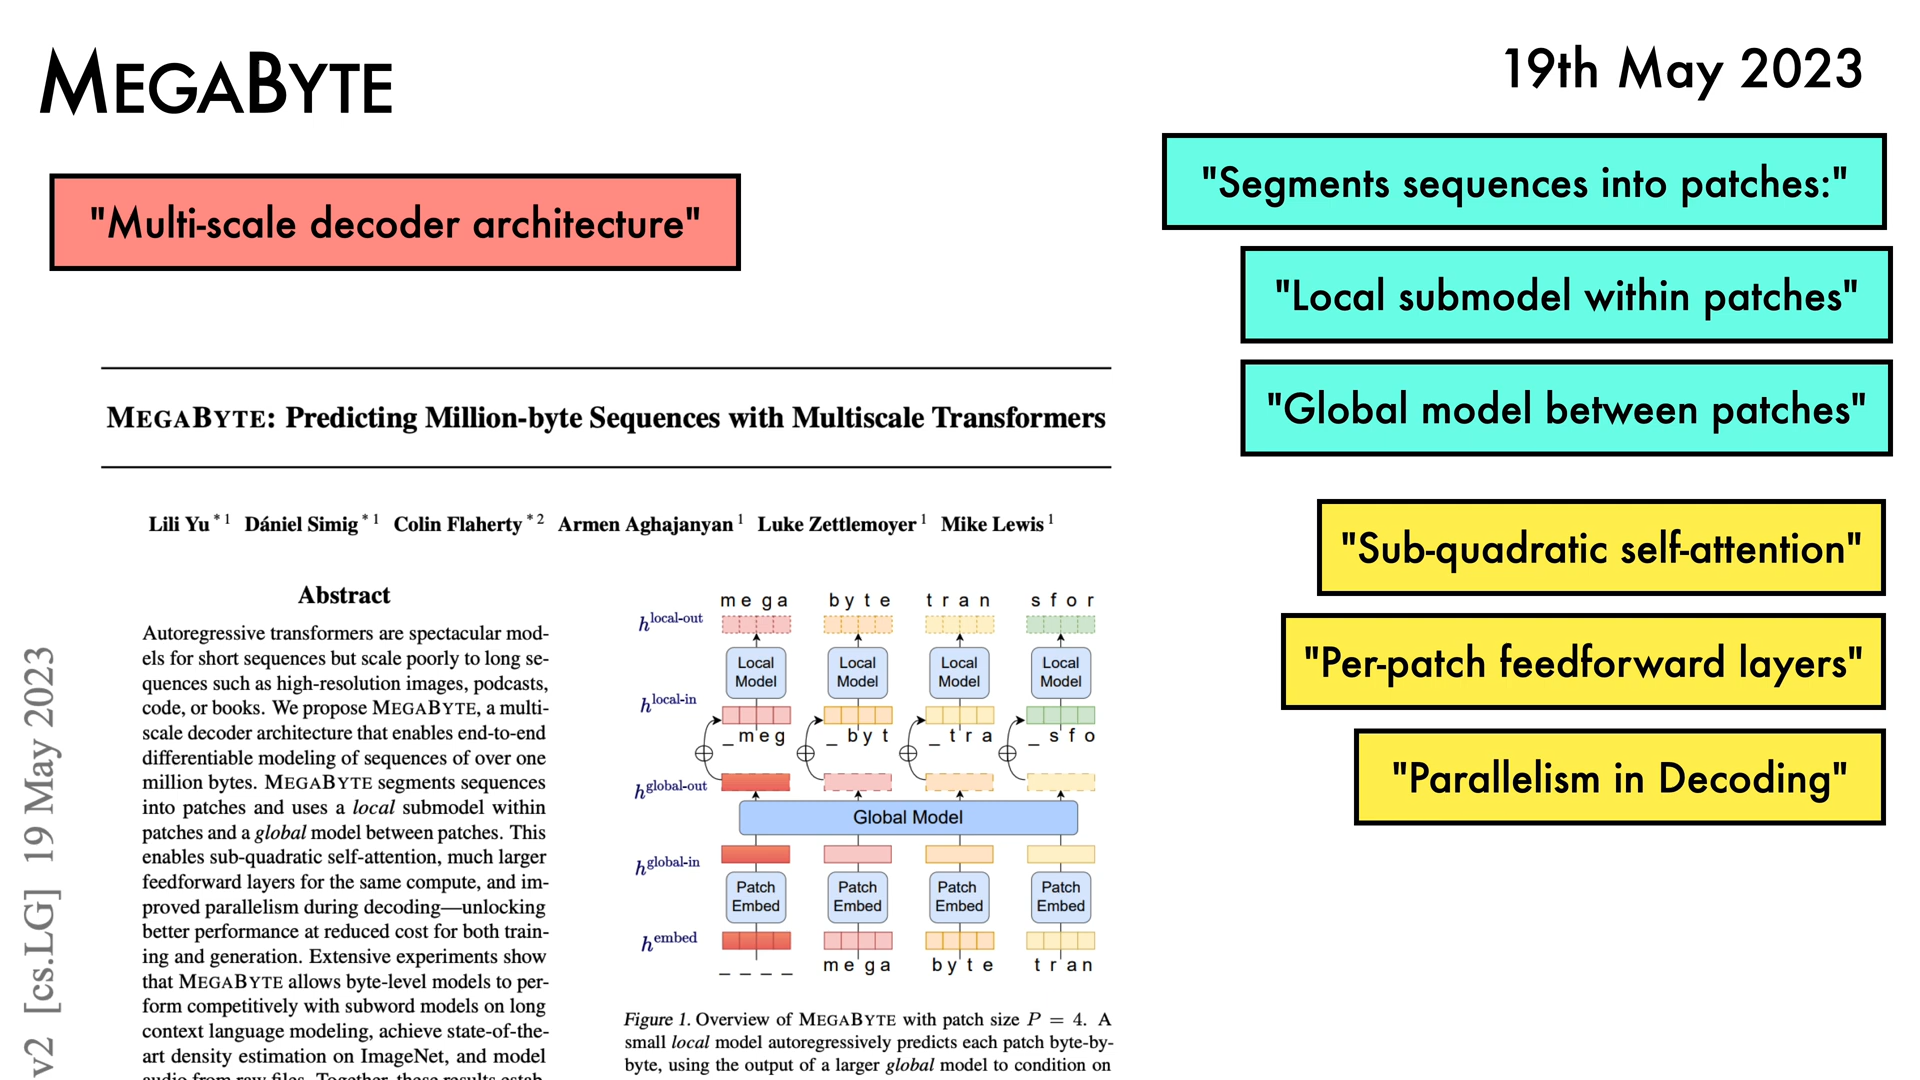 MEGABYTE
19th May 2023
"Multi-scale decoder architecture"
"Segments sequences into patches:"
"Local submodel within patches"
"Global model between patches"
"Sub-quadratic self-attention"
"Per-patch feedforward layers"
"Parallelism in Decoding"
MEGABYTE: Predicting Million-byte Sequences with Multiscale Transformers
Lili Yu * 1 Dániel Simig * 1 Colin Flaherty * 2 Armen Aghajanyan 1 Luke Zettlemoyer 1 Mike Lewis 1
Abstract
Autoregressive transformers are spectacular mod-
els for short sequences but scale poorly to long se-
quences such as high-resolution images, podcasts,
code, or books. We propose MEGABYTE, a multi-
scale decoder architecture that enables end-to-end
differentiable modeling of sequences of over one
million bytes. MEGABYTE segments sequences
into patches and uses a local submodel within
patches and a global model between patches. This
enables sub-quadratic self-attention, much larger
feedforward layers for the same compute, and im-
proved parallelism during decoding—unlocking
better performance at reduced cost for both train-
ing and generation. Extensive experiments show
that MEGABYTE allows byte-level models to per-
form competitively with subword models on long
context language modeling, achieve state-of-the-
art density estimation on ImageNet, and model
audio from raw files. Together, these results estab-
m e g a b y t e t r a n s f o r
h local-out
Local Model Local Model Local Model Local Model
h local-in
_ m e g _ b y t _ t r a _ s f o
h global-out
Global Model
h global-in
Patch Embed Patch Embed Patch Embed Patch Embed
h embed
_ _ _ _ m e g a b y t e t r a n
Figure 1. Overview of MEGABYTE with patch size P = 4. A
small local model autoregressively predicts each patch byte-by-
byte, using the output of a larger global model to condition on
v2 [cs.LG] 19 May 2023